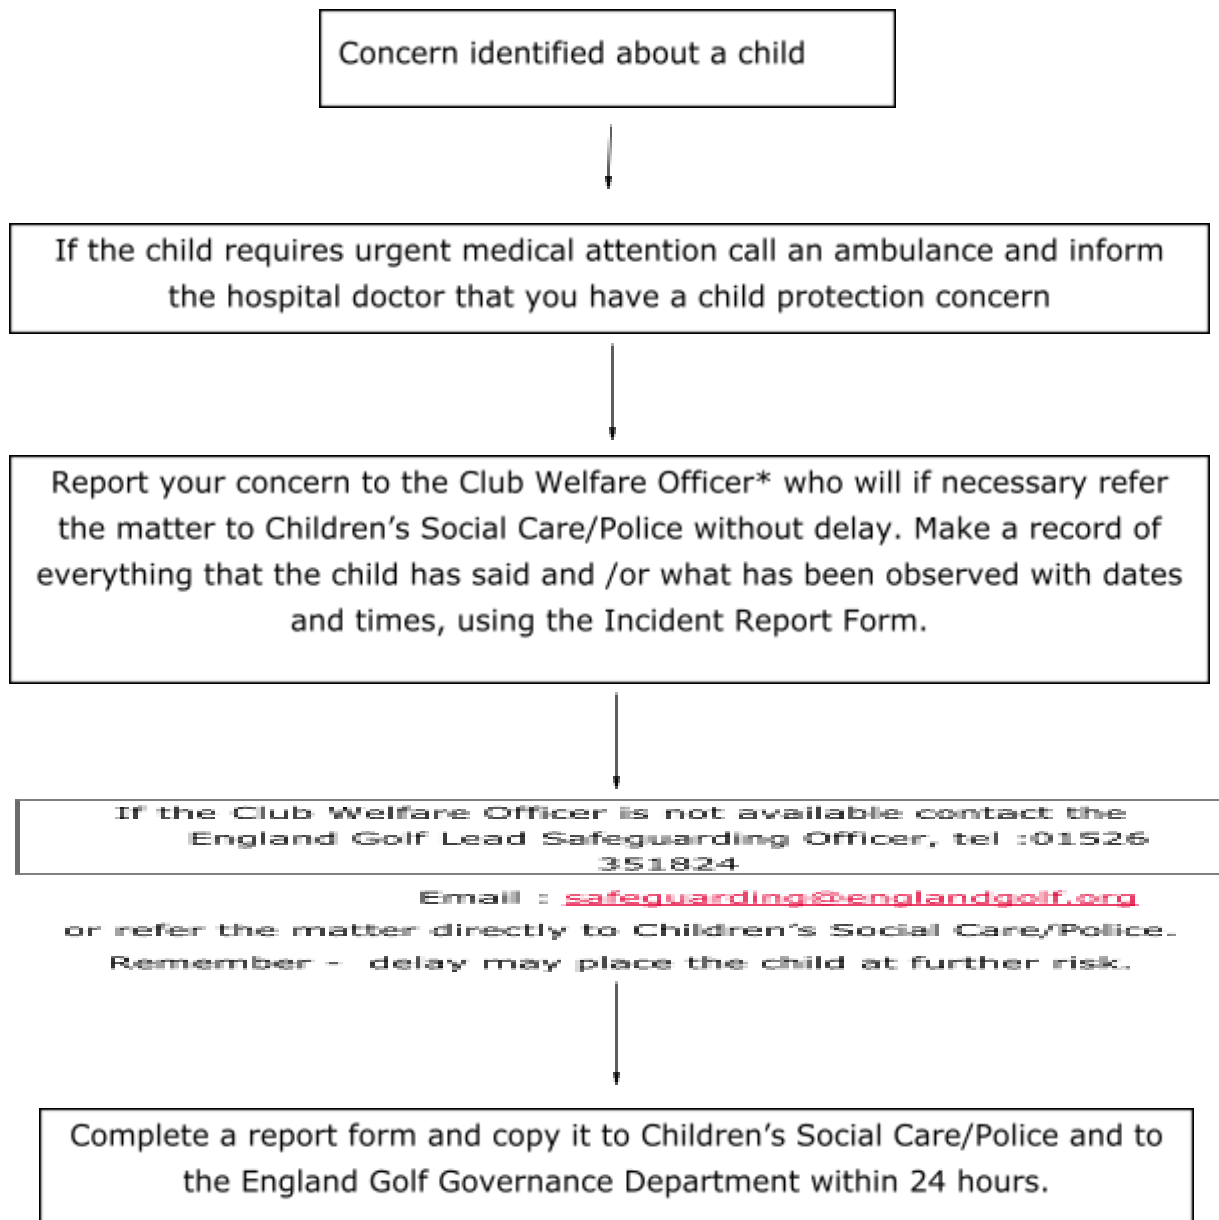 Concern identified about a child
If the child requires urgent medical attention call an ambulance and inform
the hospital doctor that you have a child protection concern
Report your concern to the Club Welfare Officer* who will if necessary refer
the matter to Children’s Social Care/Police without delay. Make a record of
everything that the child has said and /or what has been observed with dates
and times, using the Incident Report Form.
If the Club Welfare Officer is not available contact the
England Golf Lead Safeguarding Officer, tel :01526
351824
Email : safeguarding@englandgolf.org
or refer the matter directly to Children’s Social Care/Police.
Remember - delay may place the child at further risk.
Complete a report form and copy it to Children’s Social Care/Police and to
the England Golf Governance Department within 24 hours.